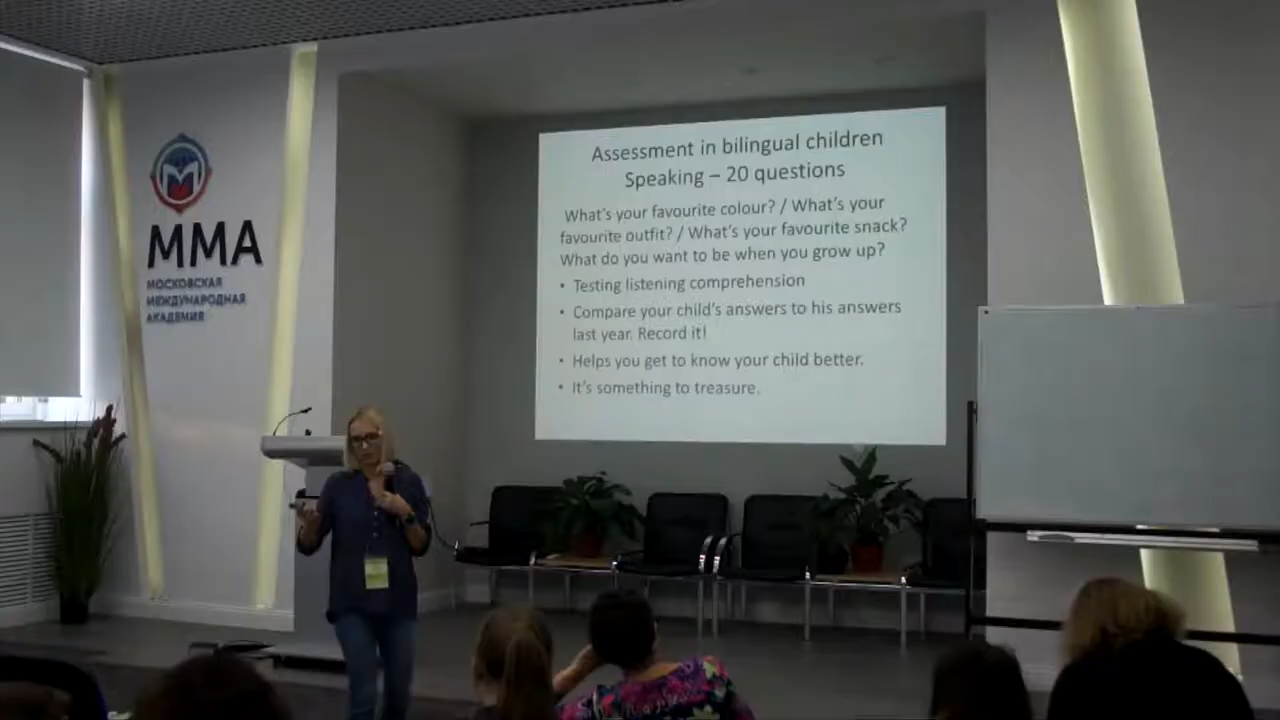 MMA
МОСКОВСКАЯ
МЕЖДУНАРОДНАЯ
АКАДЕМИЯ
Assessment in bilingual children
Speaking – 20 questions
What's your favourite colour? / What's your
favourite outfit? / What's your favourite snack?
What do you want to be when you grow up?
• Testing listening comprehension
• Compare your child's answers to his answers
last year. Record it!
• Helps you get to know your child better.
• It's something to treasure.